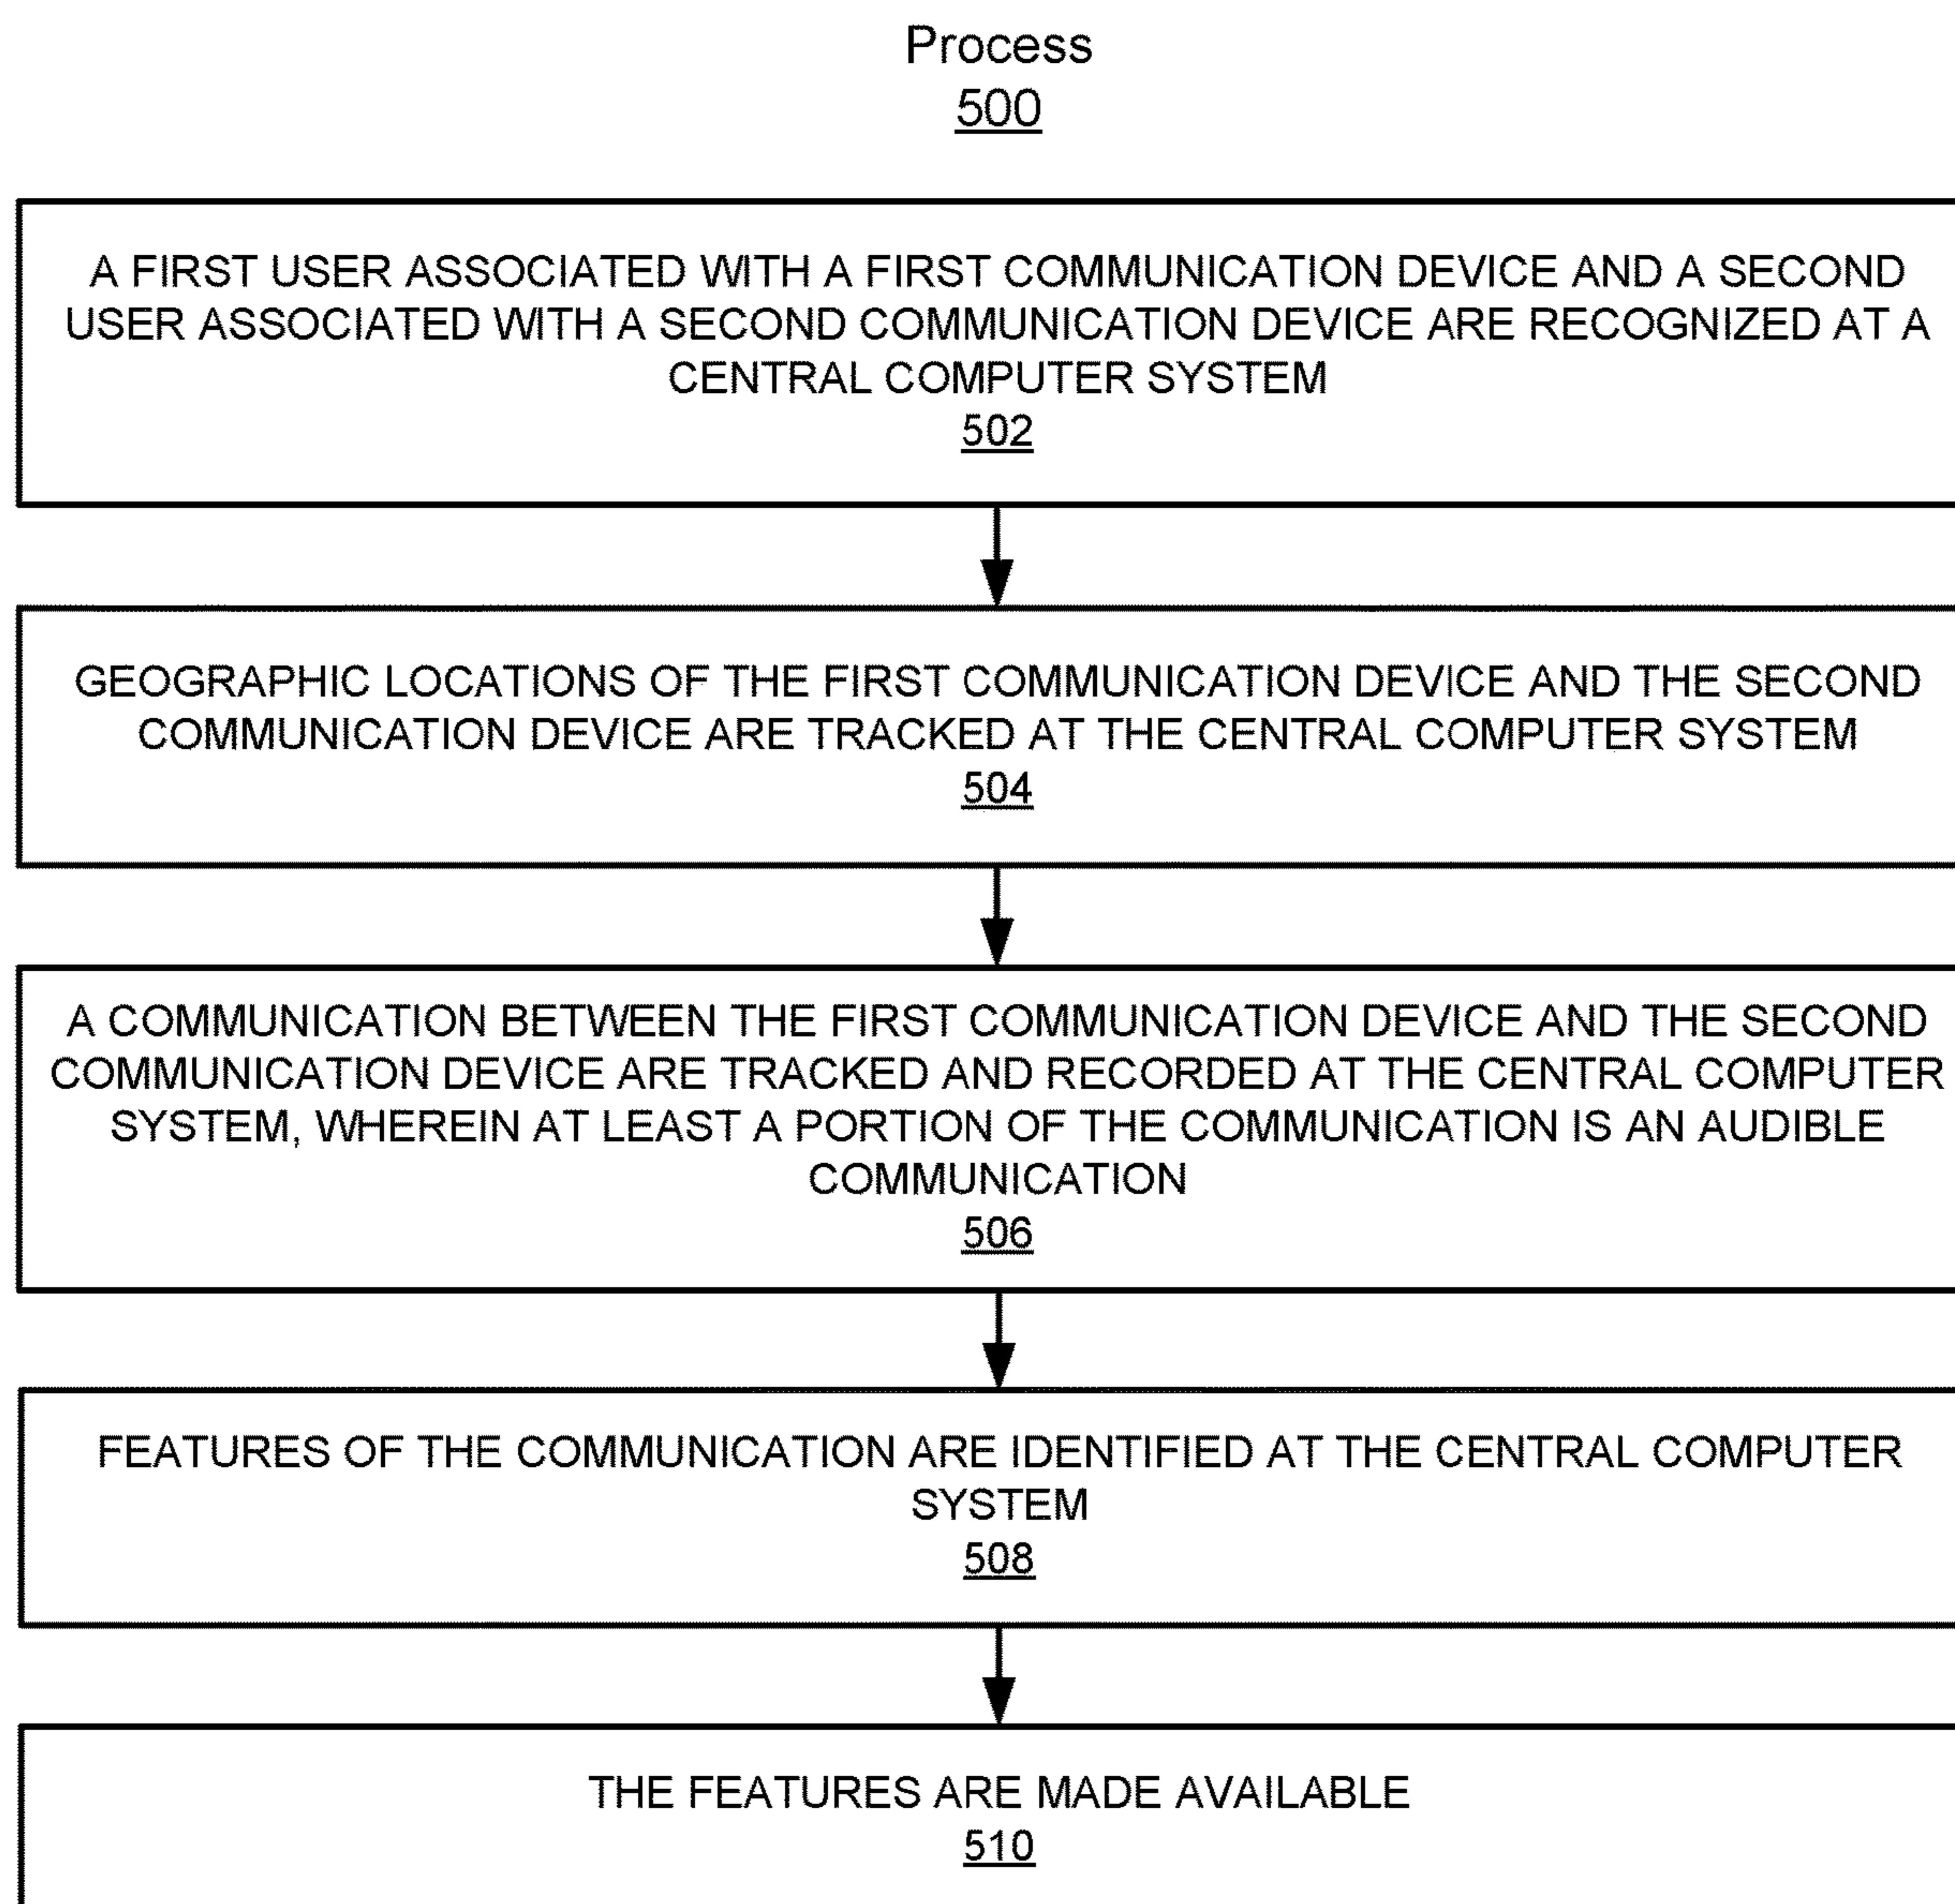 Process
500
A FIRST USER ASSOCIATED WITH A FIRST COMMUNICATION DEVICE AND A SECOND
USER ASSOCIATED WITH A SECOND COMMUNICATION DEVICE ARE RECOGNIZED AT A
CENTRAL COMPUTER SYSTEM
502
GEOGRAPHIC LOCATIONS OF THE FIRST COMMUNICATION DEVICE AND THE SECOND
COMMUNICATION DEVICE ARE TRACKED AT THE CENTRAL COMPUTER SYSTEM
504
A COMMUNICATION BETWEEN THE FIRST COMMUNICATION DEVICE AND THE SECOND
COMMUNICATION DEVICE ARE TRACKED AND RECORDED AT THE CENTRAL COMPUTER
SYSTEM, WHEREIN AT LEAST A PORTION OF THE COMMUNICATION IS AN AUDIBLE
COMMUNICATION
506
FEATURES OF THE COMMUNICATION ARE IDENTIFIED AT THE CENTRAL COMPUTER
SYSTEM
508
THE FEATURES ARE MADE AVAILABLE
510